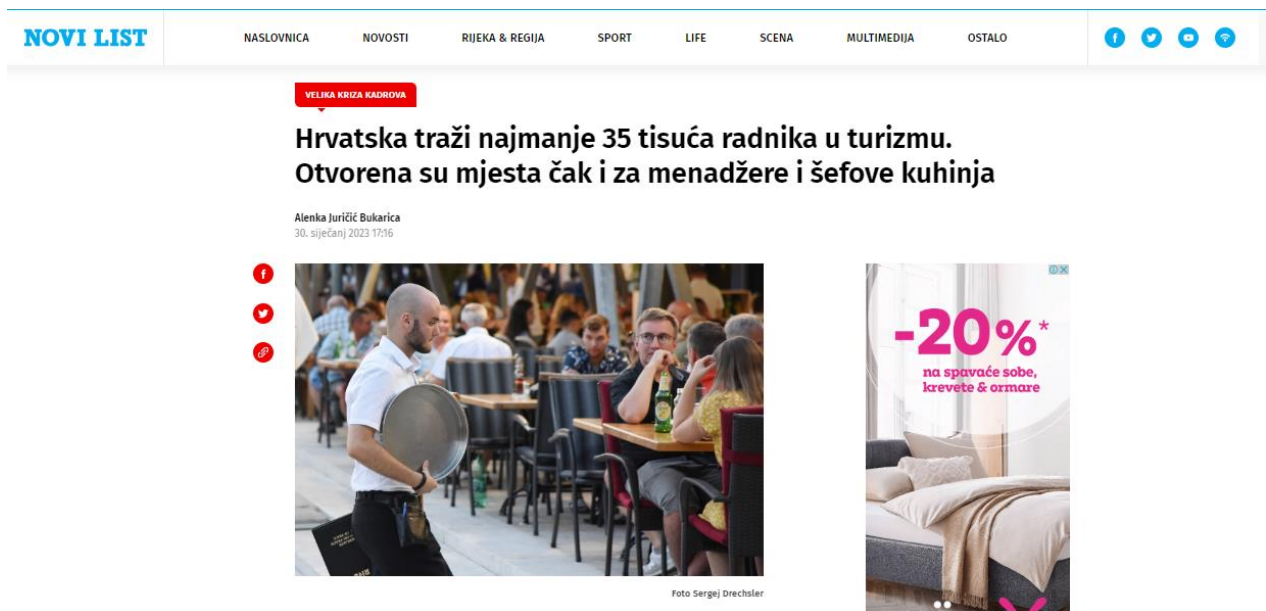 NOVI LIST
NASLOVNICA NOVOSTI RIJEKA & REGIJA SPORT LIFE SCENA MULTIMEDIJA OSTALO
VELIKA KRIZA KADROVA
Hrvatska traži najmanje 35 tisuća radnika u turizmu.
Otvorena su mjesta čak i za menadžere i šefove kuhinja
Alenka Juričić Bukarica
30. siječanj 2023 17:16
-20%*
na spavaće sobe,
krevete & ormare
Foto Sergej Drechsler